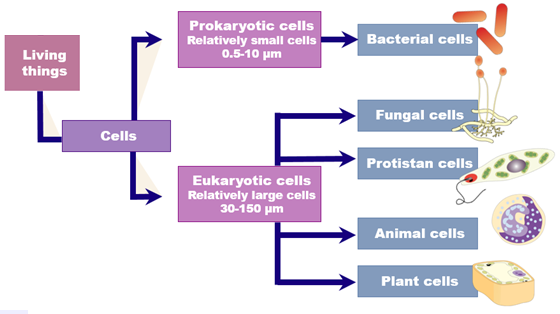 Living
things
Cells
Prokaryotic cells
Relatively small cells
0.5-10 µm
Bacterial cells
Eukaryotic cells
Relatively large cells
30-150 µm
Fungal cells
Protistan cells
Animal cells
Plant cells